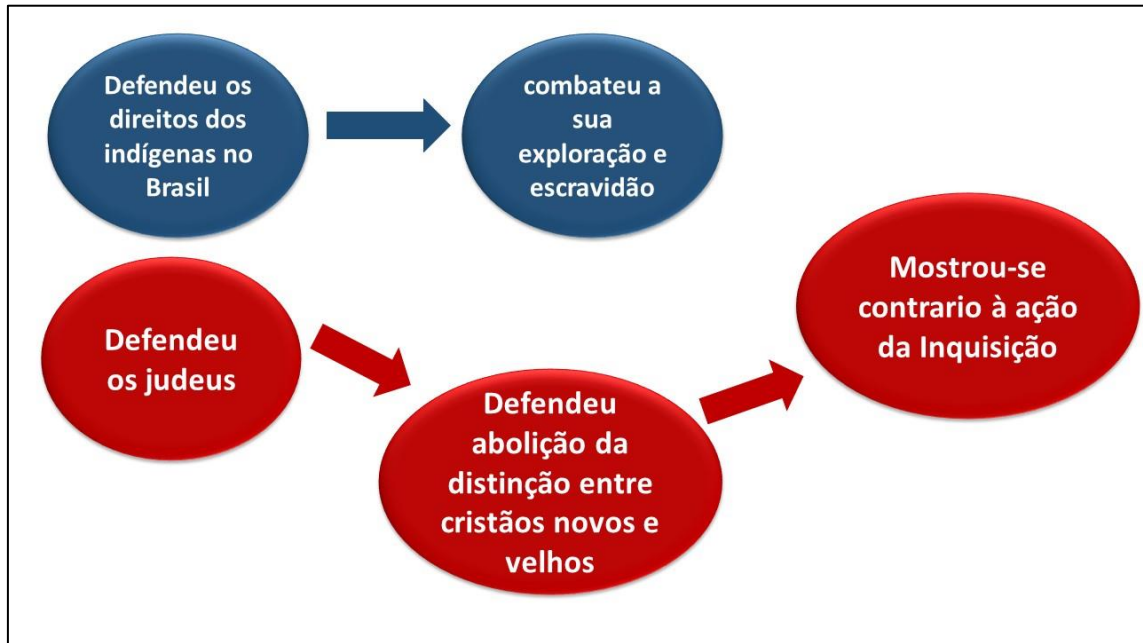 Defendeu os
direitos dos
indígenas no
Brasil
combateu a
sua
exploração e
escravidão
Defendeu
os judeus
Defendeu
abolição da
distinção entre
cristãos novos e
velhos
Mostrou-se
contrario à ação
da Inquisição